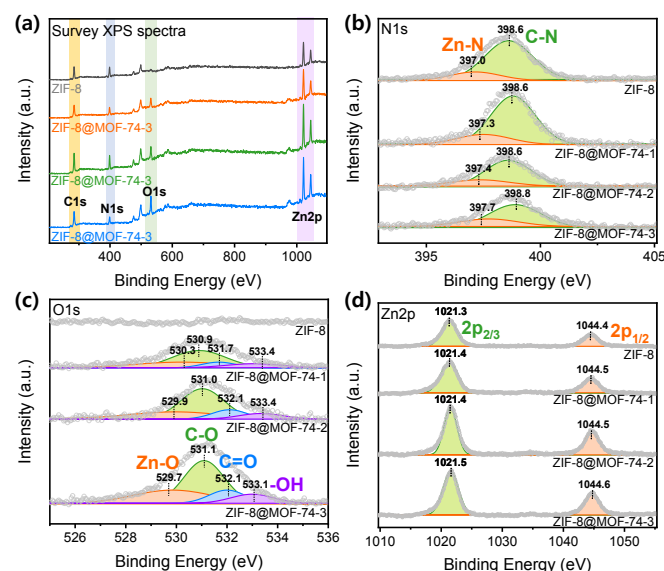 (a)
Survey XPS spectra
ZIF-8
ZIF-8@MOF-74-3
ZIF-8@MOF-74-3
C1s
N1s
O1s
Zn2p
ZIF-8@MOF-74-3
Intensity (a.u.)
400 600 800 1000
Binding Energy (eV)
(b)
N1s
398.6
Zn-N
C-N
397.0
ZIF-8
398.6
397.3
ZIF-8@MOF-74-1
398.6
397.4
ZIF-8@MOF-74-2
398.8
397.7
ZIF-8@MOF-74-3
Intensity (a.u.)
395 400 405
Binding Energy (eV)
(c)
O1s
ZIF-8
530.9
530.3
531.7
533.4
ZIF-8@MOF-74-1
531.0
529.9
532.1
533.4
ZIF-8@MOF-74-2
C-O
531.1
Zn-O
C=O
529.7
532.1
533.1
-OH
ZIF-8@MOF-74-3
Intensity (a.u.)
526 528 530 532 534 536
Binding Energy (eV)
(d)
Zn2p
1021.3
2p2/3
1044.4
2p1/2
ZIF-8
1021.4
1044.5
ZIF-8@MOF-74-1
1021.4
1044.5
ZIF-8@MOF-74-2
1021.5
1044.6
ZIF-8@MOF-74-3
Intensity (a.u.)
1010 1020 1030 1040 1050
Binding Energy (eV)